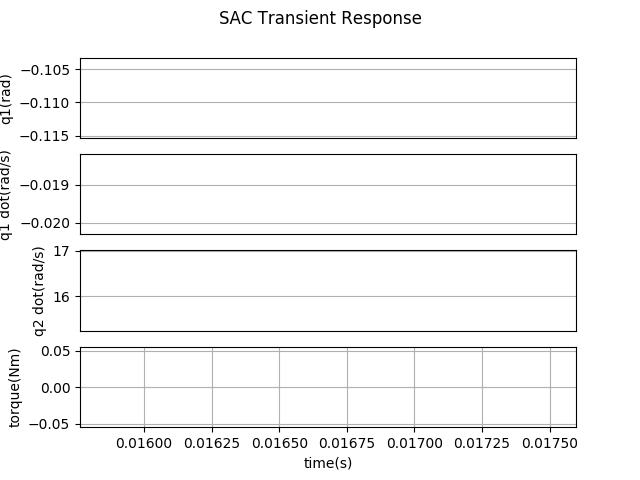 SAC Transient Response
q1(rad)
−0.105
−0.110
−0.115
q1 dot(rad/s)
−0.019
−0.020
q2 dot(rad/s)
17
16
torque(Nm)
0.05
0.00
−0.05
0.01600 0.01625 0.01650 0.01675 0.01700 0.01725 0.01750
time(s)